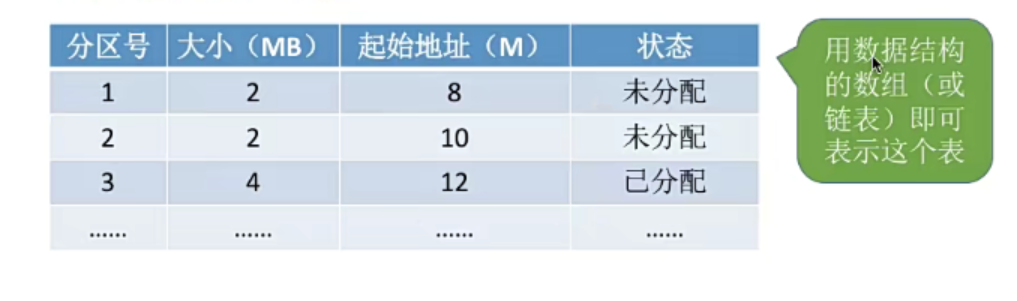 分区号 大小（MB） 起始地址（M） 状态
1 2 8 未分配
2 2 10 未分配
3 4 12 已分配
…… …… …… ……
用数据结构
的数组（或
链表）即可
表示这个表